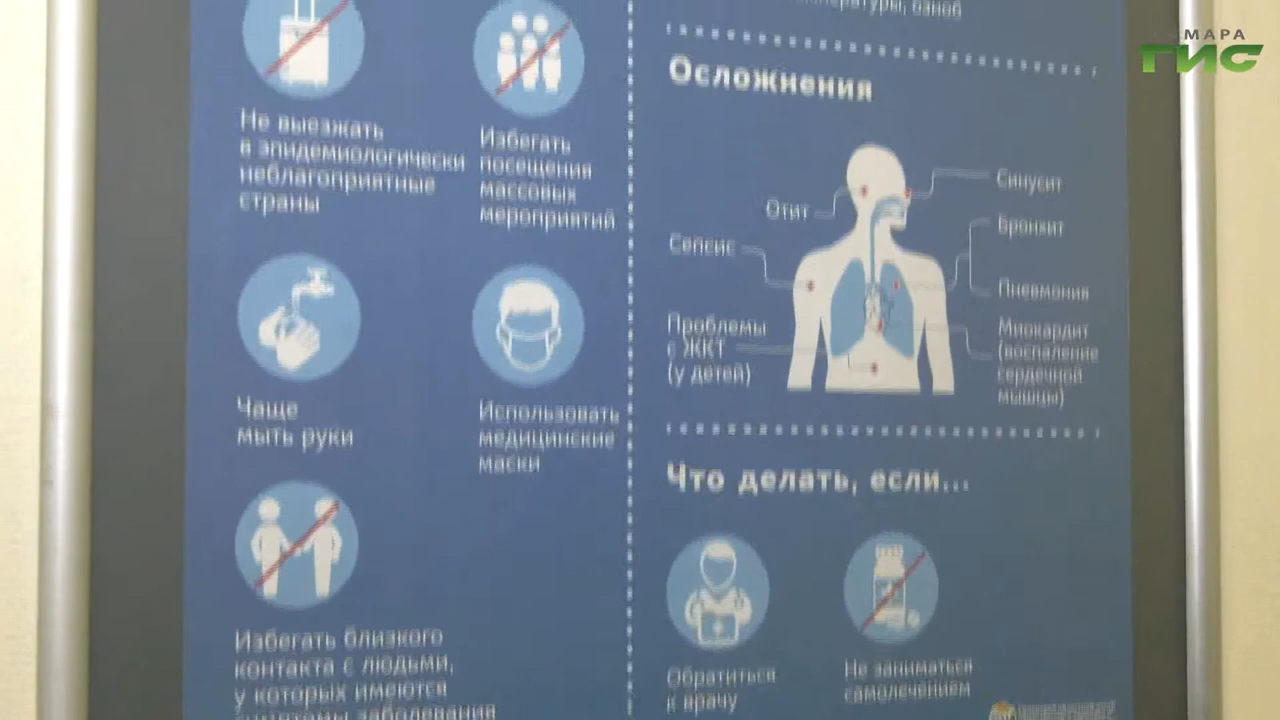 Не выезжать
в эпидемиологически
неблагоприятные
страны
Избегать
посещения
массовых
мероприятий
Чаще
мыть руки
Использовать
медицинские
маски
Избегать близкого
контакта с людьми,
у которых имеются
симптомы заболевания
Осложнения
Синусит
Отит
Бронхит
Сепсис
Пневмония
Проблемы
с ЖКТ
(у детей)
Миокардит
(воспаление
сердечной
мышцы)
Что делать, если...
Обратиться
к врачу
Не заниматься
самолечением
МАРА
ГИС